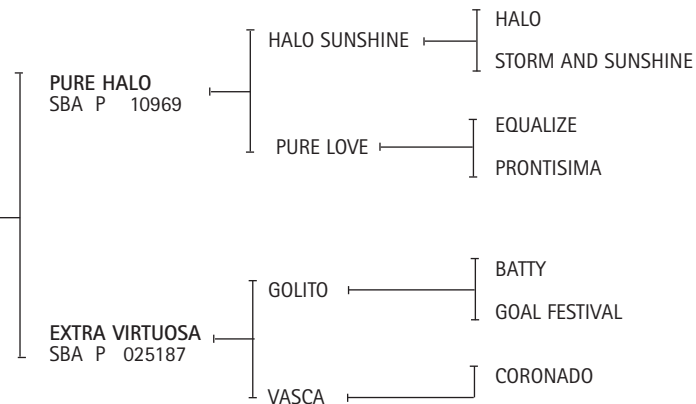 HALO
HALO SUNSHINE
STORM AND SUNSHINE
PURE HALO
SBA P 10969
EQUALIZE
PURE LOVE
PRONTISIMA
BATTY
GOLITO
GOAL FESTIVAL
EXTRA VIRTUOSA
SBA P 025187
CORONADO
VASCA